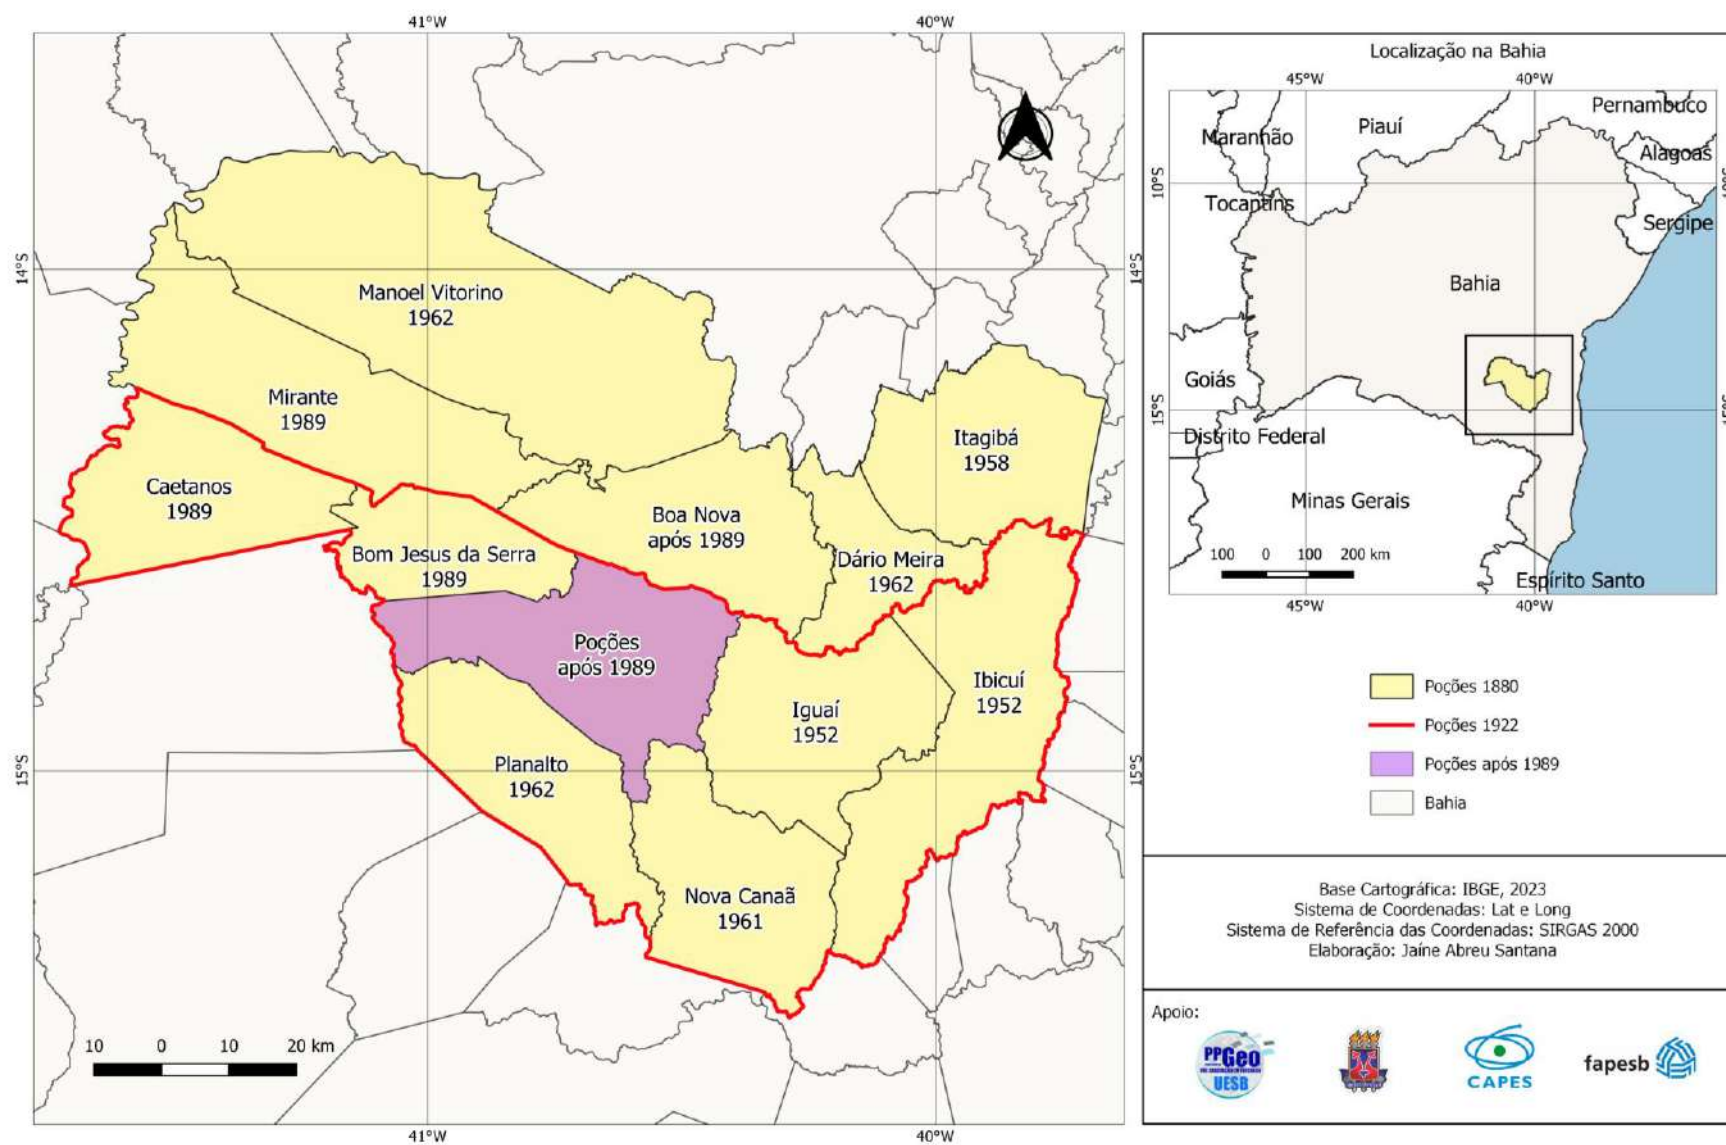 41°W
40°W
14°S
14°S
Manoel Vitorino
1962
Mirante
1989
Itagibá
1958
Caetanos
1989
Boa Nova
após 1989
Bom Jesus da Serra
1989
Dário Meira
1962
Poções
após 1989
Iguaí
1952
Ibicuí
1952
15°S
15°S
Planalto
1962
Nova Canaã
1961
10 0 10 20 km
41°W
40°W
Localização na Bahia
45°W
40°W
Pernambuco
Maranhão
Piauí
Alagoas
10°S
10°S
Tocantins
Sergipe
Bahia
Goiás
15°S
15°S
Distrito Federal
Minas Gerais
100 0 100 200 km
Espírito Santo
45°W
40°W
Poções 1880
Poções 1922
Poções após 1989
Bahia
Base Cartográfica: IBGE, 2023
Sistema de Coordenadas: Lat e Long
Sistema de Referência das Coordenadas: SIRGAS 2000
Elaboração: Jaíne Abreu Santana
Apoio:
PPGeo
UESB
CAPES
fapesb